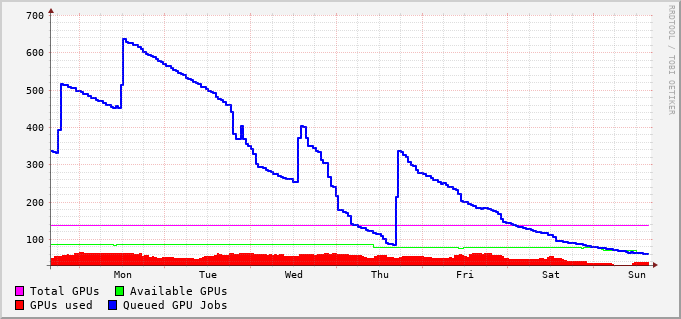 700
600
500
400
300
200
100
Mon Tue Wed Thu Fri Sat Sun
Total GPUs Available GPUs
GPUs used Queued GPU Jobs
RRDTOOL / TOBI OETIKER